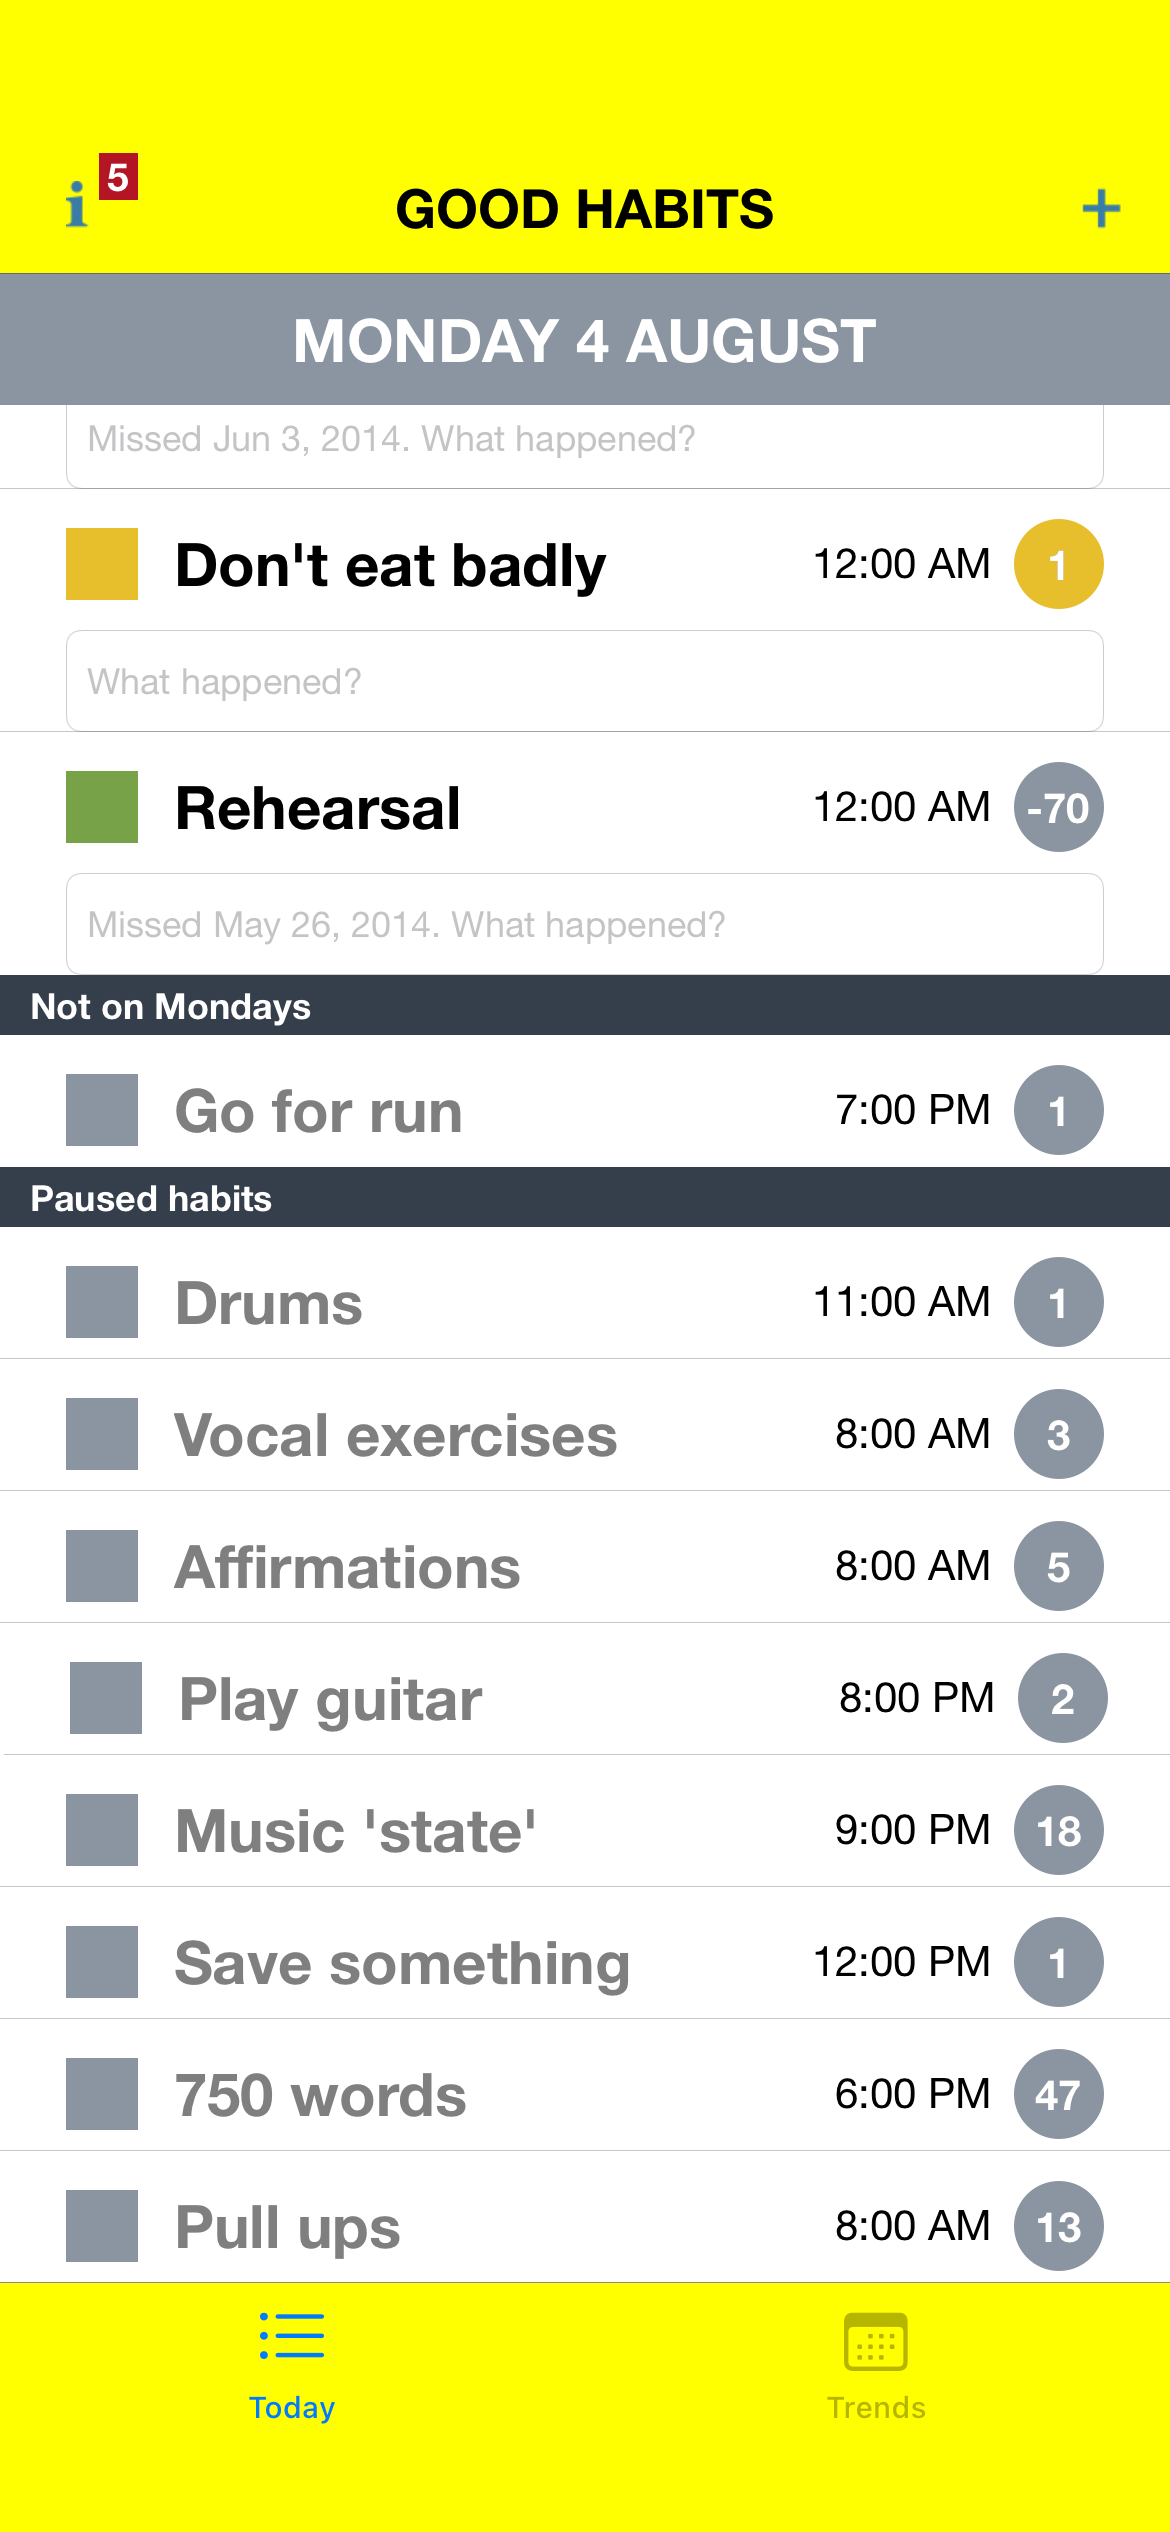 i 5
GOOD HABITS
+
MONDAY 4 AUGUST
Missed Jun 3, 2014. What happened?
Don't eat badly 12:00 AM 1
What happened?
Rehearsal 12:00 AM -70
Missed May 26, 2014. What happened?
Not on Mondays
Go for run 7:00 PM 1
Paused habits
Drums 11:00 AM 1
Vocal exercises 8:00 AM 3
Affirmations 8:00 AM 5
Play guitar 8:00 PM 2
Music 'state' 9:00 PM 18
Save something 12:00 PM 1
750 words 6:00 PM 47
Pull ups 8:00 AM 13
Today Trends